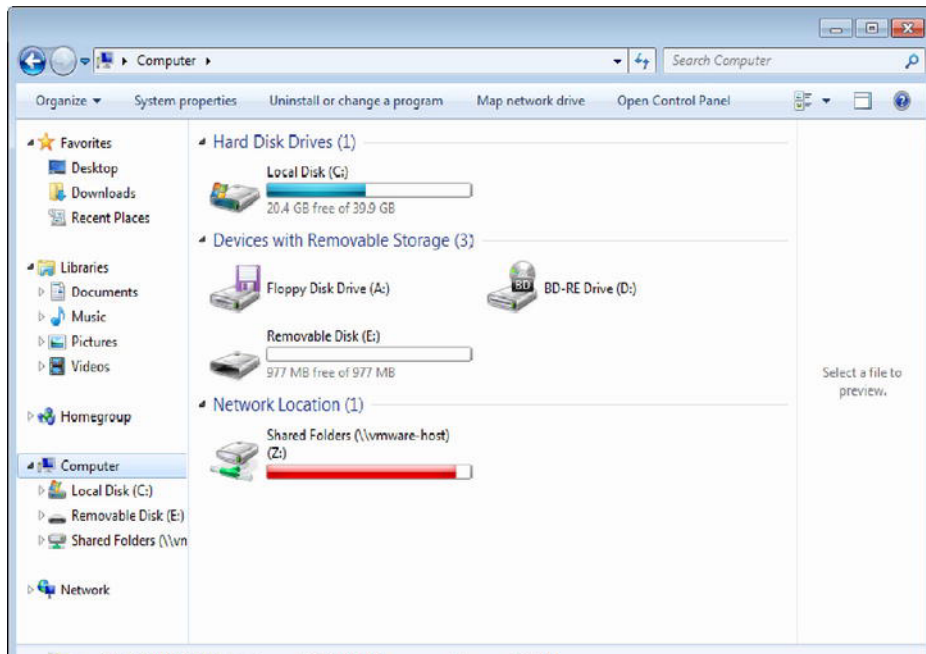 Computer
Search Computer
Organize
System properties
Uninstall or change a program
Map network drive
Open Control Panel
Favorites
Desktop
Downloads
Recent Places
Libraries
Documents
Music
Pictures
Videos
Homegroup
Computer
Local Disk (C:)
Removable Disk (E:)
Shared Folders (\\vn
Network
Hard Disk Drives (1)
Local Disk (C:)
20.4 GB free of 39.9 GB
Devices with Removable Storage (3)
Floppy Disk Drive (A:)
BD
BD-RE Drive (D:)
Removable Disk (E:)
977 MB free of 977 MB
Network Location (1)
Shared Folders (\\vmware-host)
(Z:)
Select a file to
preview.